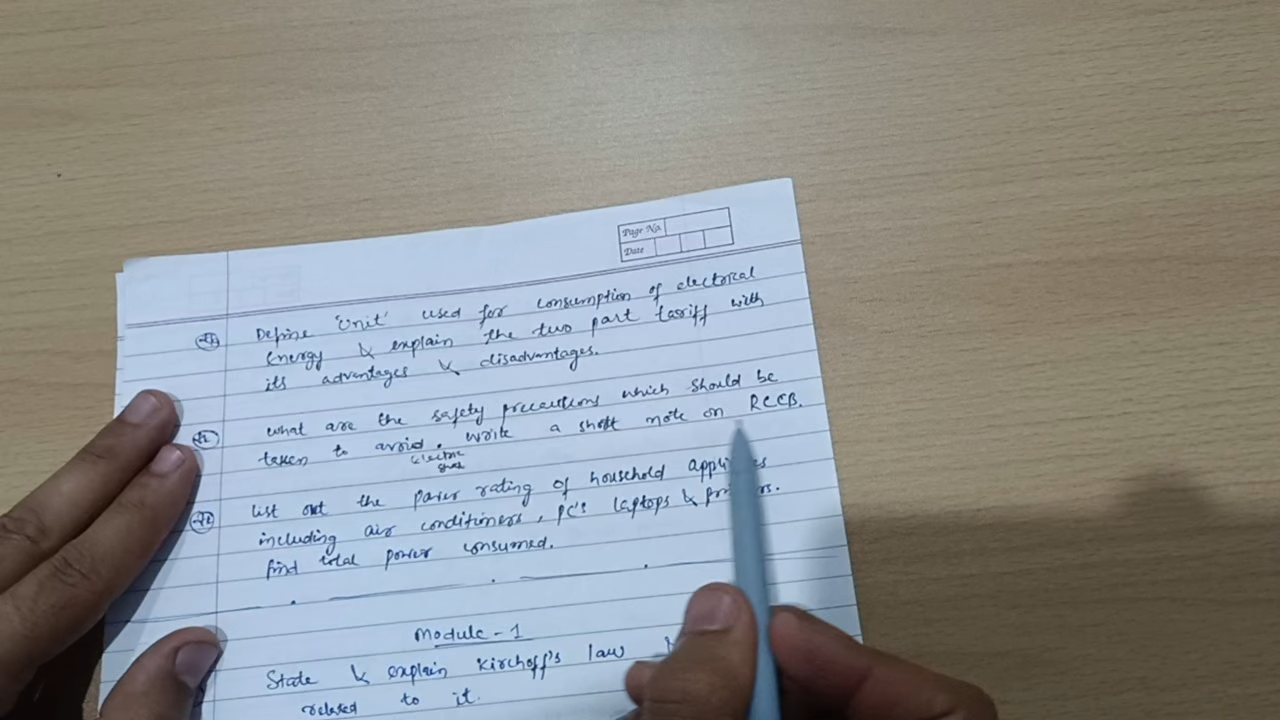 Page No.
Date
Define 'Unit' used for consumption of electrical
Energy & explain the two part tariff with
its advantages & disadvantages.
What are the safety precautions which should be
taken to avoid. Write a short note on RCCB.
electric
List out the power rating of household
including air conditioners, PC's laptops &
find total power consumed.
Module - 1
State & explain Kirchoff's law
related to it.